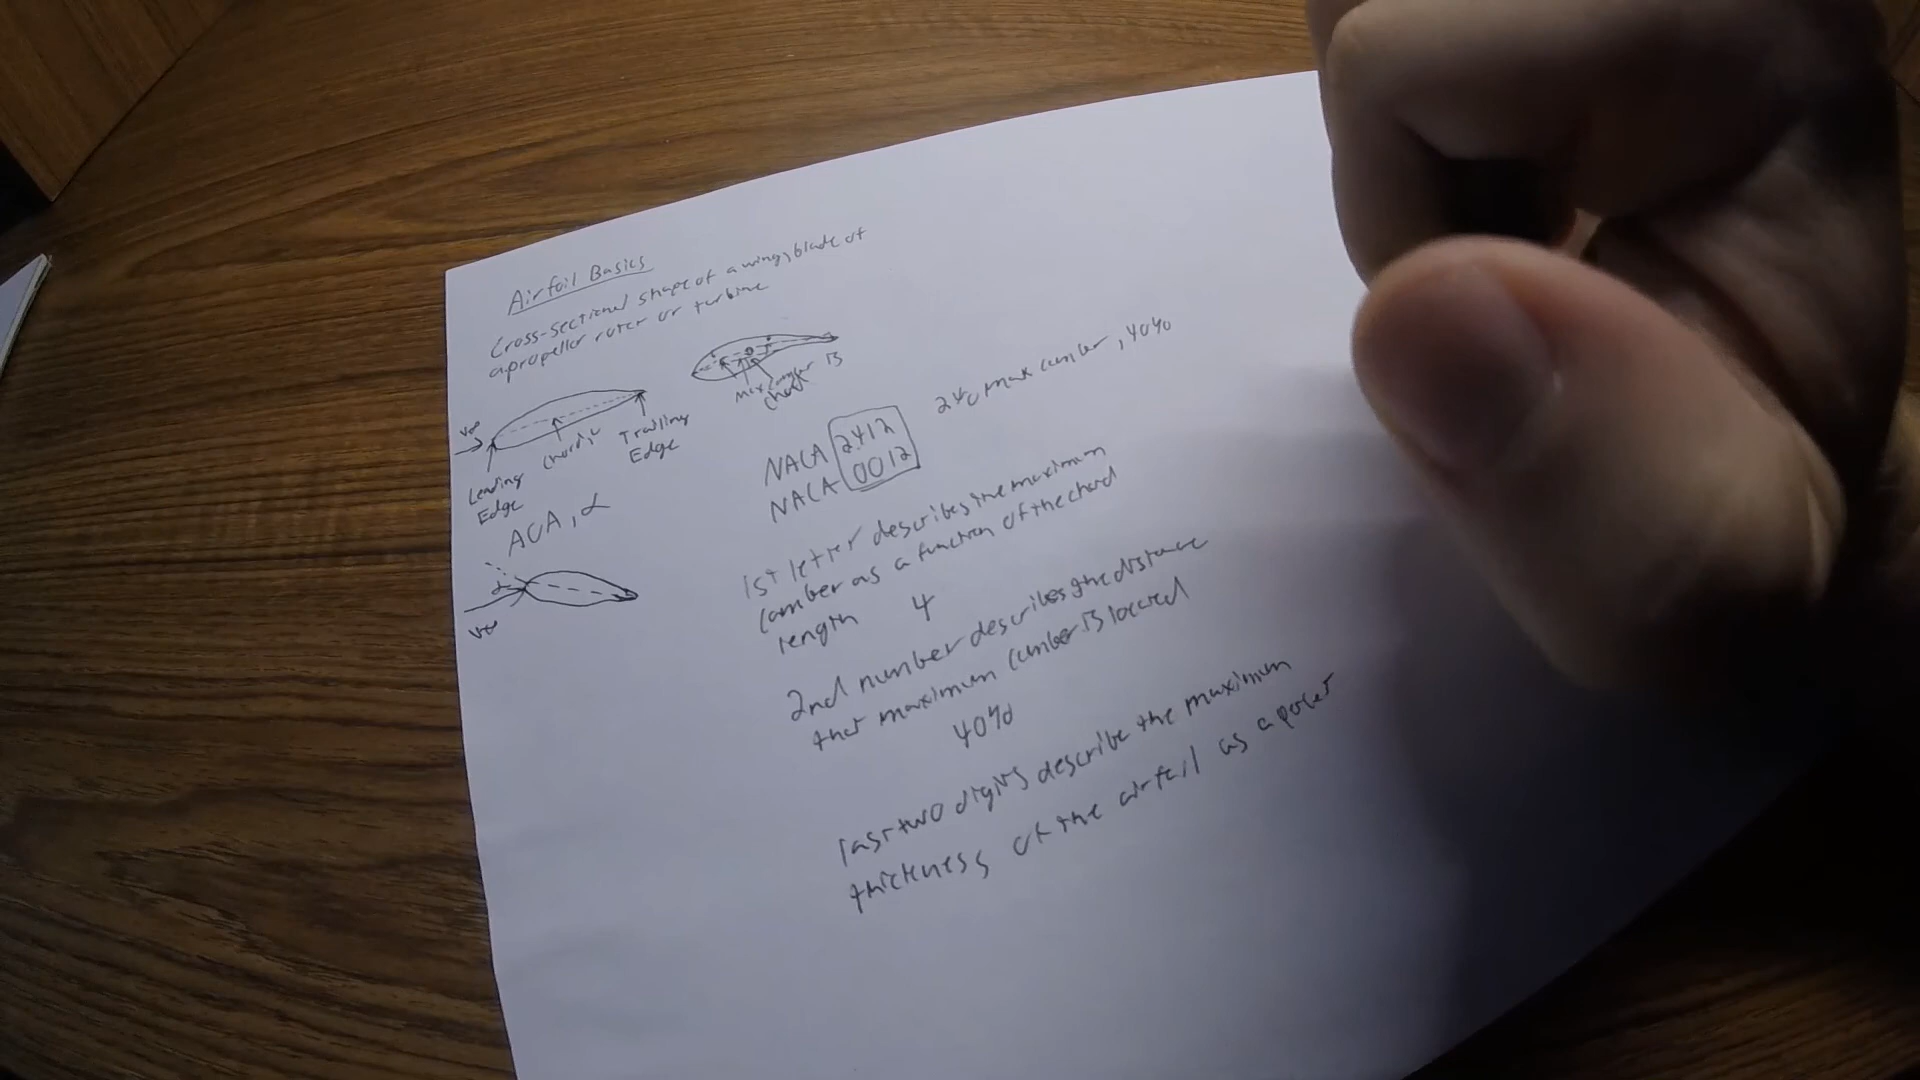 Airfoil Basics
Cross-sectional shape of a wing, blade of
a propeller rotor or turbine
V∞
Leading
Edge
Chord
Trailing
Edge
Max camber
AOA, α
α
V∞
NACA 2412
NACA 0012
2% max camber, 40%
1st letter describes the maximum
camber as a function of the chord
length 4
2nd number describes the distance
that maximum camber is located
40%
last two digits describe the maximum
thickness of the airfoil as a